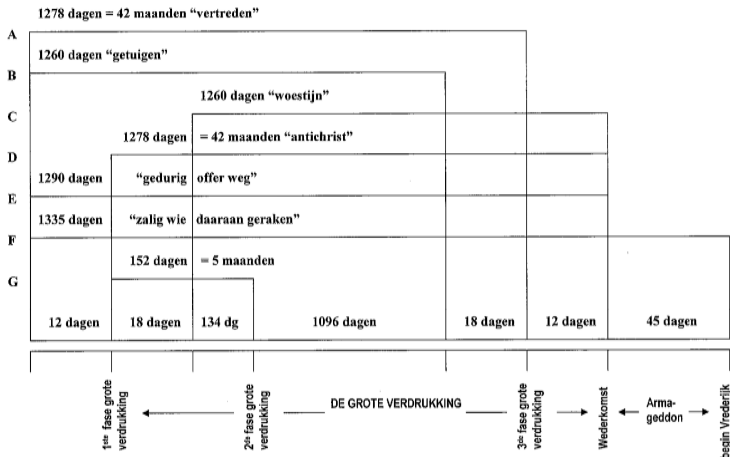 1278 dagen = 42 maanden “vertreden”
A
1260 dagen “getuigen”
B
1260 dagen “woestijn”
C
1278 dagen = 42 maanden “antichrist”
D
1290 dagen “gedurig offer weg”
E
1335 dagen “zalig wie daaraan geraken”
F
152 dagen = 5 maanden
G
12 dagen 18 dagen 134 dg 1096 dagen 18 dagen 12 dagen 45 dagen
1ste fase grote
verdrukking
2de fase grote
verdrukking
DE GROTE VERDRUKKING
3de fase grote
verdrukking
Wederkomst
Arma-
geddon
begin Vrederijk